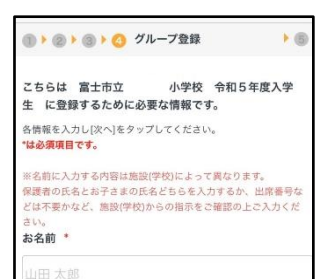 ① ▶ ② ▶ ③ ▶ ④ グループ登録 ▶ ⑤
こちらは 富士市立 小学校 令和５年度入学
生 に登録するために必要な情報です。
各情報を入力し[次へ]をタップしてください。
*は必須項目です。
※名前に入力する内容は施設(学校)によって異なります。
保護者の氏名とお子さまの氏名どちらを入力するか、出席番号な
どは不要かなど、施設(学校)からの指示をご確認の上ご入力くだ
さい。
お名前 *
山田 太郎